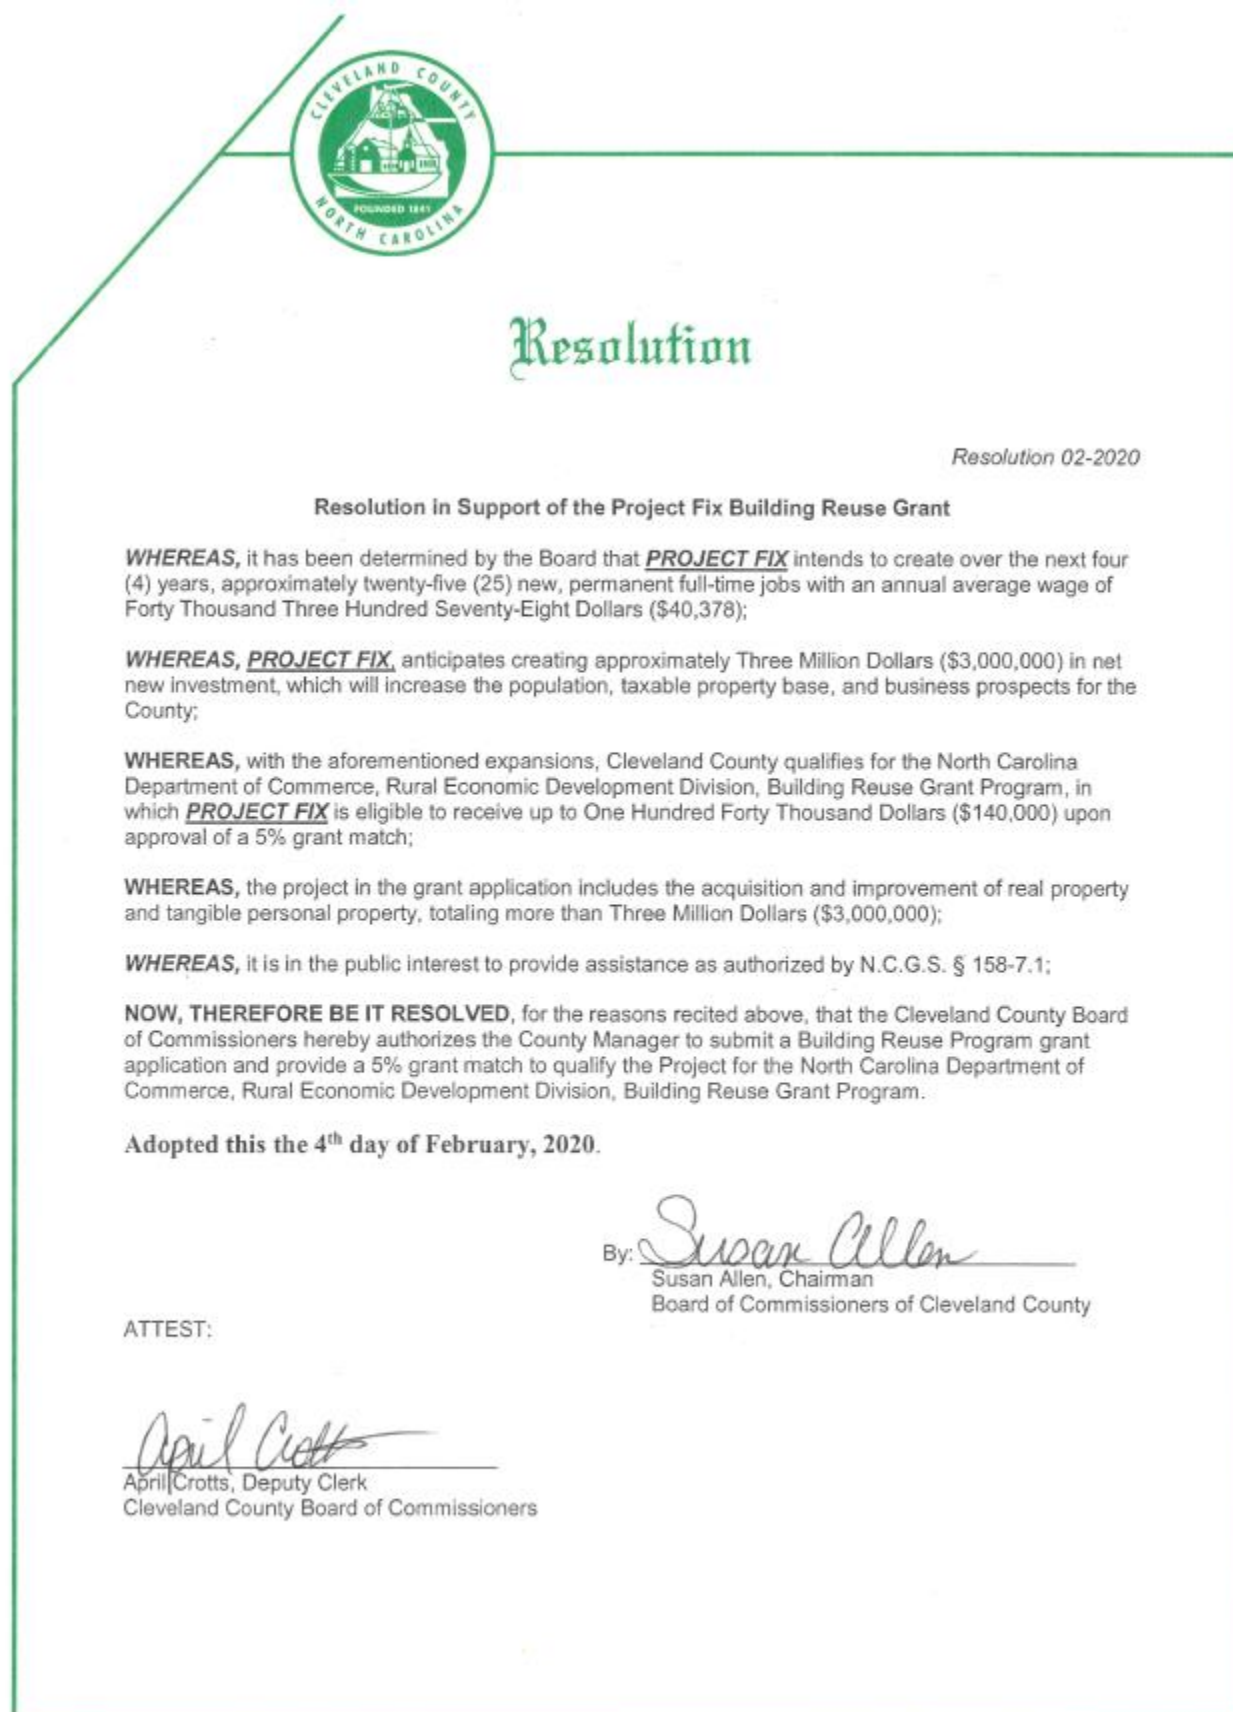 CLEVELAND COUNTY
FOUNDED 1841
NORTH CAROLINA
Resolution
Resolution 02-2020
Resolution in Support of the Project Fix Building Reuse Grant
WHEREAS, it has been determined by the Board that PROJECT FIX intends to create over the next four
(4) years, approximately twenty-five (25) new, permanent full-time jobs with an annual average wage of
Forty Thousand Three Hundred Seventy-Eight Dollars ($40,378);
WHEREAS, PROJECT FIX, anticipates creating approximately Three Million Dollars ($3,000,000) in net
new investment, which will increase the population, taxable property base, and business prospects for the
County;
WHEREAS, with the aforementioned expansions, Cleveland County qualifies for the North Carolina
Department of Commerce, Rural Economic Development Division, Building Reuse Grant Program, in
which PROJECT FIX is eligible to receive up to One Hundred Forty Thousand Dollars ($140,000) upon
approval of a 5% grant match;
WHEREAS, the project in the grant application includes the acquisition and improvement of real property
and tangible personal property, totaling more than Three Million Dollars ($3,000,000);
WHEREAS, it is in the public interest to provide assistance as authorized by N.C.G.S. § 158-7.1;
NOW, THEREFORE BE IT RESOLVED, for the reasons recited above, that the Cleveland County Board
of Commissioners hereby authorizes the County Manager to submit a Building Reuse Program grant
application and provide a 5% grant match to qualify the Project for the North Carolina Department of
Commerce, Rural Economic Development Division, Building Reuse Grant Program.
Adopted this the 4th day of February, 2020.
By: Susan Allen
Susan Allen, Chairman
Board of Commissioners of Cleveland County
ATTEST:
April Crotts
April Crotts, Deputy Clerk
Cleveland County Board of Commissioners